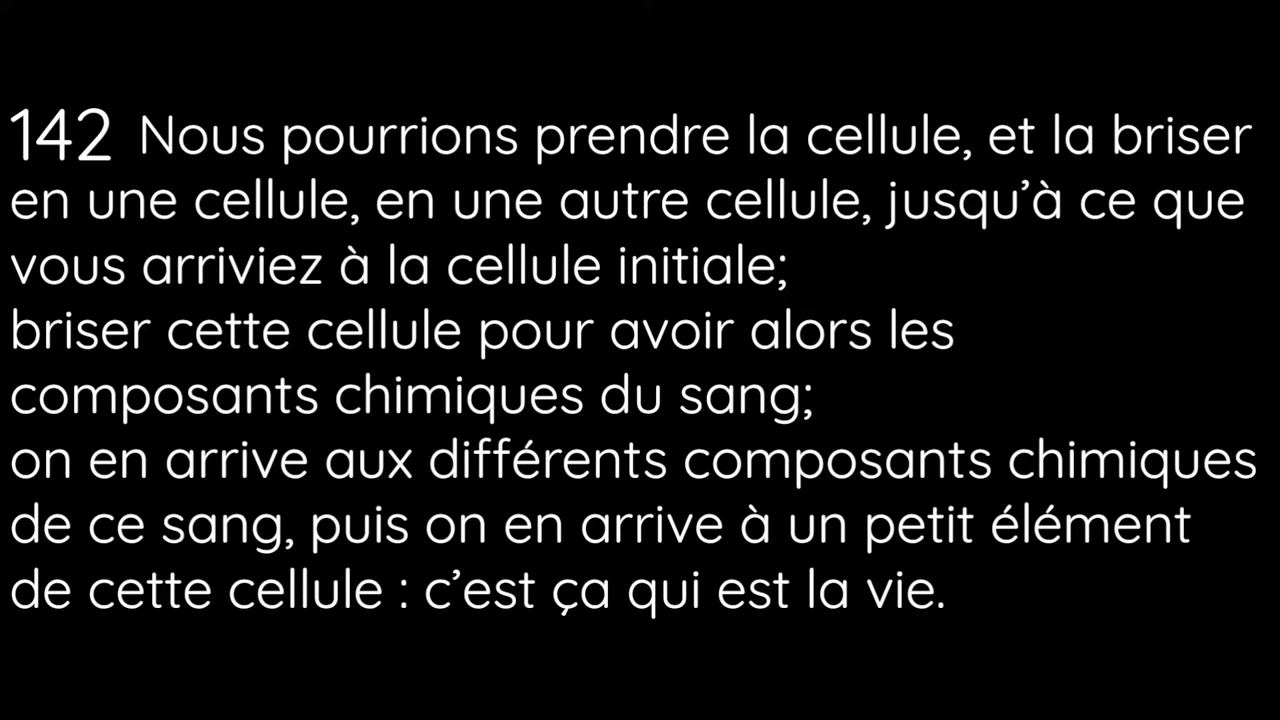 142 Nous pourrions prendre la cellule, et la briser
en une cellule, en une autre cellule, jusqu’à ce que
vous arriviez à la cellule initiale;
briser cette cellule pour avoir alors les
composants chimiques du sang;
on en arrive aux différents composants chimiques
de ce sang, puis on en arrive à un petit élément
de cette cellule : c’est ça qui est la vie.